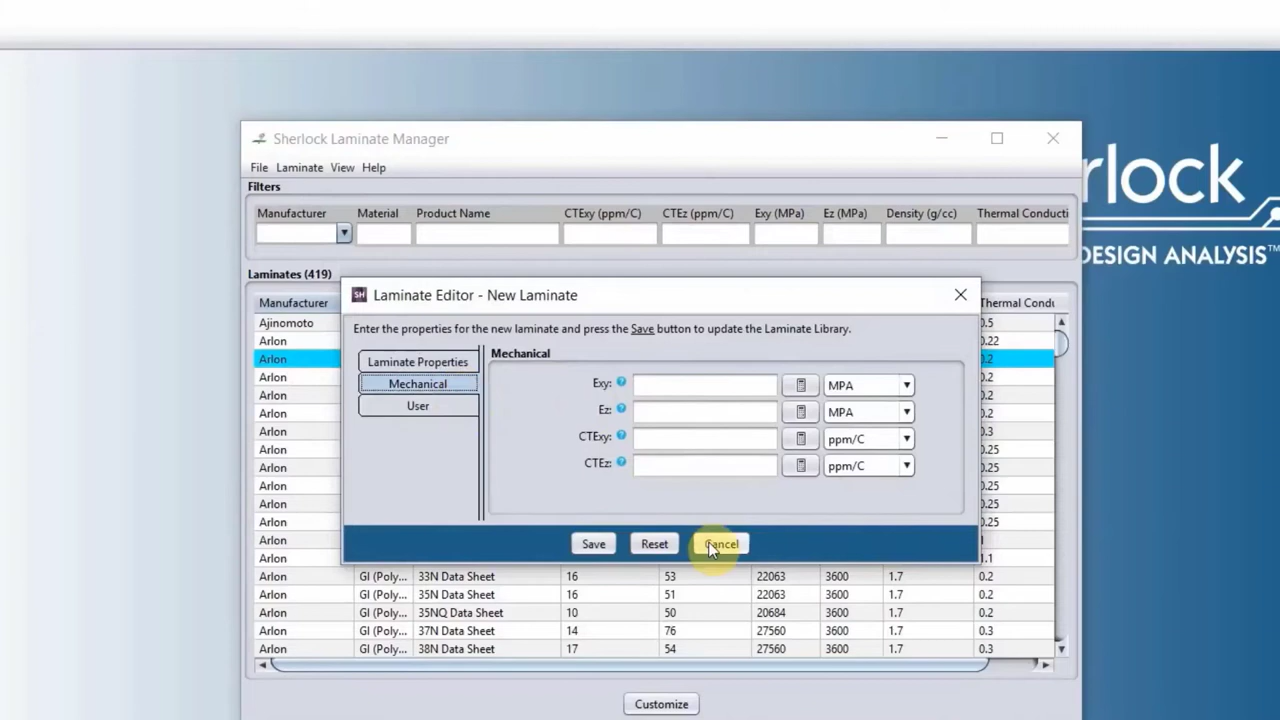 Sherlock Laminate Manager
rlock
DESIGN ANALYSIS™
File Laminate View Help
Filters
Manufacturer Material Product Name CTExy (ppm/C) CTEz (ppm/C) Exy (MPa) Ez (MPa) Density (g/cc) Thermal Conducti
Laminates (419)
Manufacturer Thermal Condu
Ajinomoto 0.5
Arlon 0.22
Arlon 0.2
Arlon 0.2
Arlon 0.2
Arlon 0.2
Arlon 0.3
Arlon 0.25
Arlon 0.25
Arlon 0.25
Arlon 0.25
Arlon 1
Arlon 1.1
Laminate Editor - New Laminate
Enter the properties for the new laminate and press the Save button to update the Laminate Library.
Laminate Properties
Mechanical
User
Mechanical
Exy: MPA
Ez: MPA
CTExy: ppm/C
CTEz: ppm/C
Save Reset Cancel
Arlon GI (Poly... 33N Data Sheet 16 53 22063 3600 1.7 0.2
Arlon GI (Poly... 35N Data Sheet 16 51 22063 3600 1.7 0.2
Arlon GI (Poly... 35NQ Data Sheet 10 50 20684 3600 1.7 0.2
Arlon GI (Poly... 37N Data Sheet 14 76 27560 3600 1.7 0.3
Arlon GI (Poly... 38N Data Sheet 17 54 27560 3600 1.7 0.3
Customize